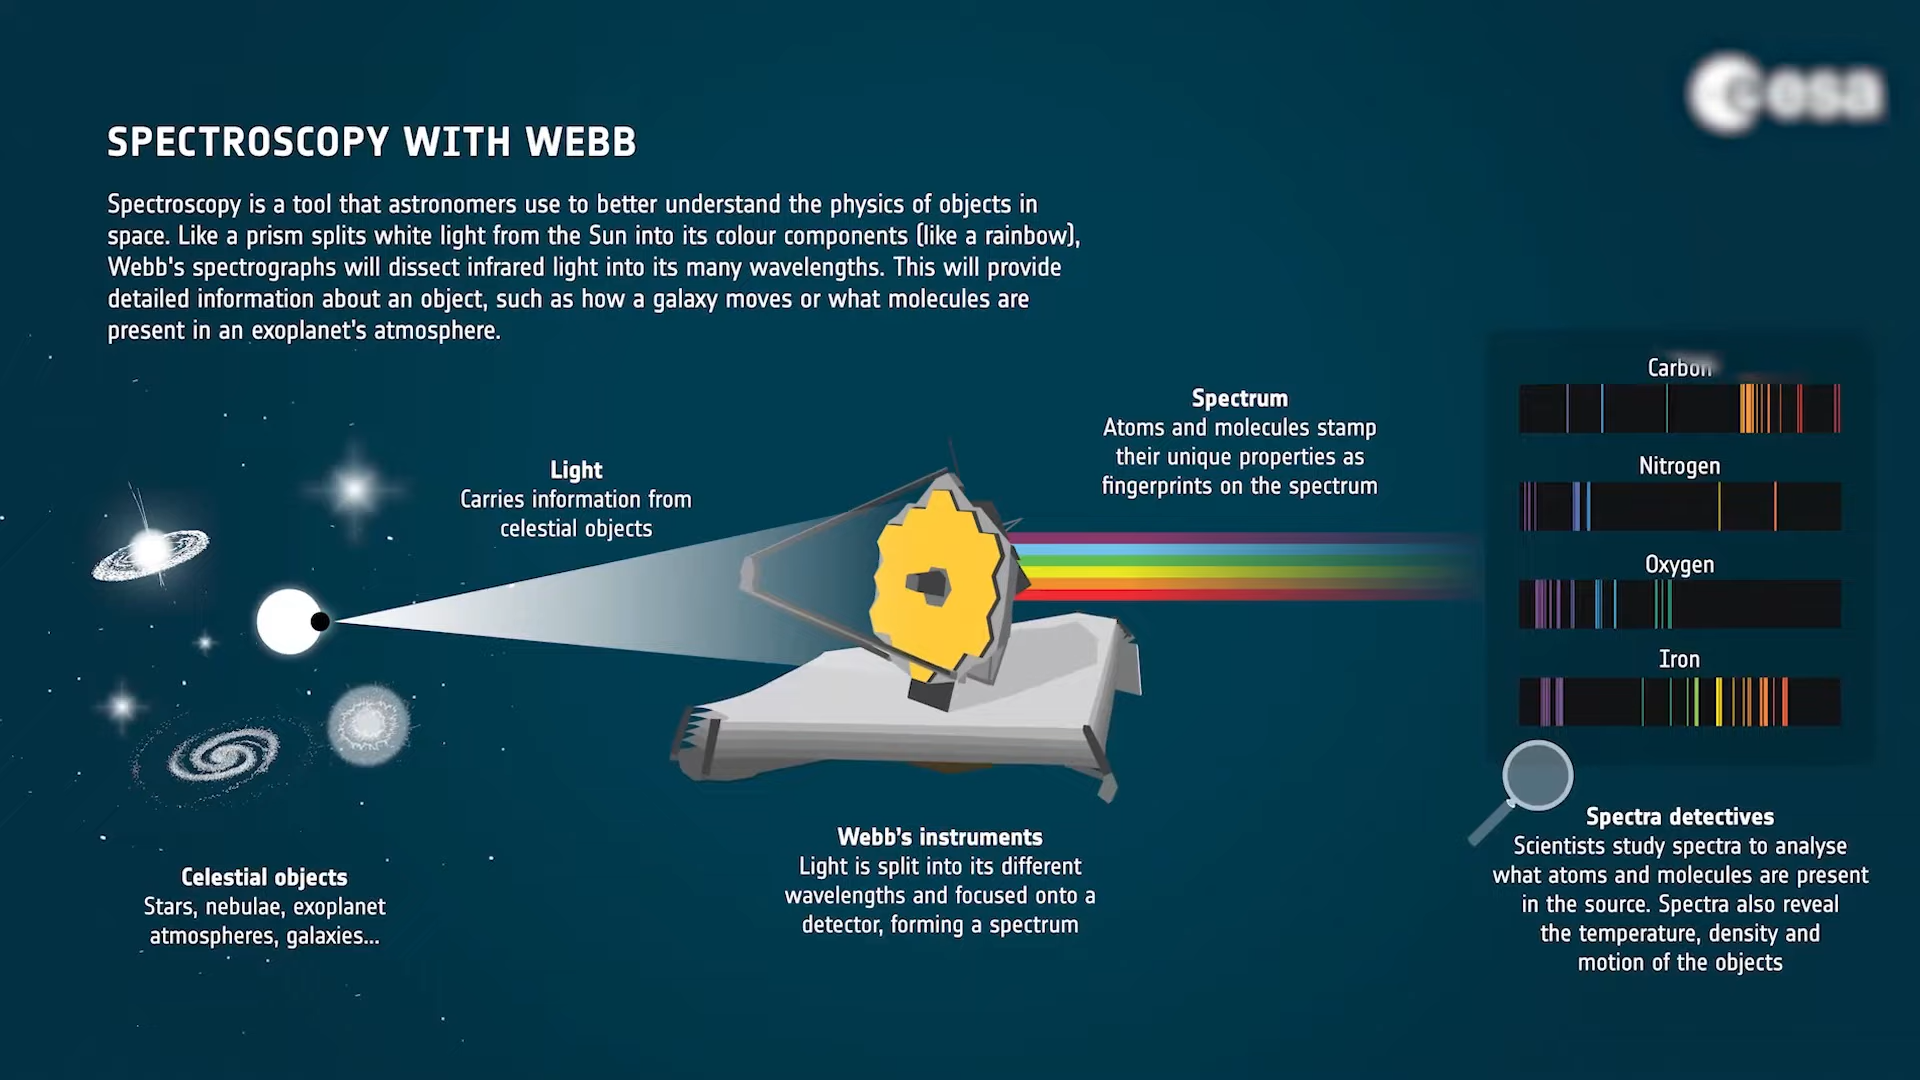 esa
SPECTROSCOPY WITH WEBB
Spectroscopy is a tool that astronomers use to better understand the physics of objects in
space. Like a prism splits white light from the Sun into its colour components (like a rainbow),
Webb's spectrographs will dissect infrared light into its many wavelengths. This will provide
detailed information about an object, such as how a galaxy moves or what molecules are
present in an exoplanet's atmosphere.
Light
Carries information from
celestial objects
Spectrum
Atoms and molecules stamp
their unique properties as
fingerprints on the spectrum
Carbon
Nitrogen
Oxygen
Iron
Celestial objects
Stars, nebulae, exoplanet
atmospheres, galaxies...
Webb's instruments
Light is split into its different
wavelengths and focused onto a
detector, forming a spectrum
Spectra detectives
Scientists study spectra to analyse
what atoms and molecules are present
in the source. Spectra also reveal
the temperature, density and
motion of the objects